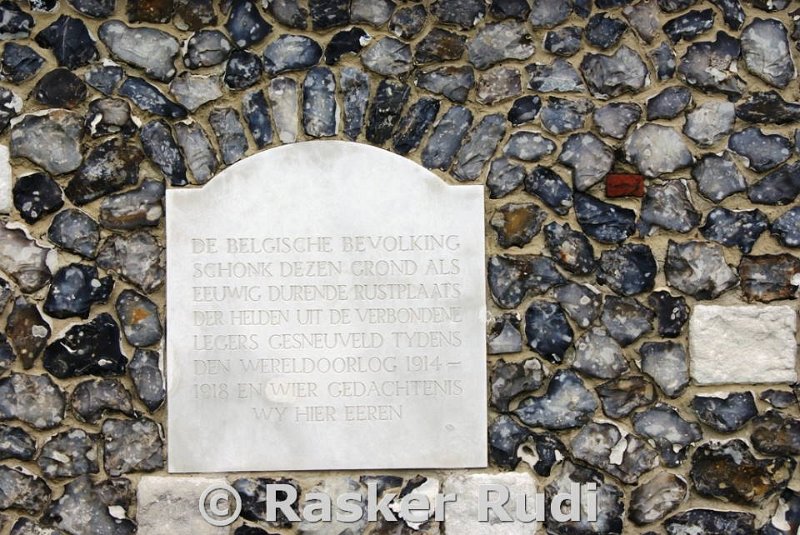 DE BELGISCHE BEVOLKING
SCHONK DEZEN GROND ALS
EEUWIG DURENDE RUSTPLAATS
DER HELDEN UIT DE VERBONDENE
LEGERS GESNEUVELD TYDENS
DEN WERELDOORLOG 1914 –
1918 EN WIER GEDACHTENIS
WY HIER EEREN
© Rasker Rudi